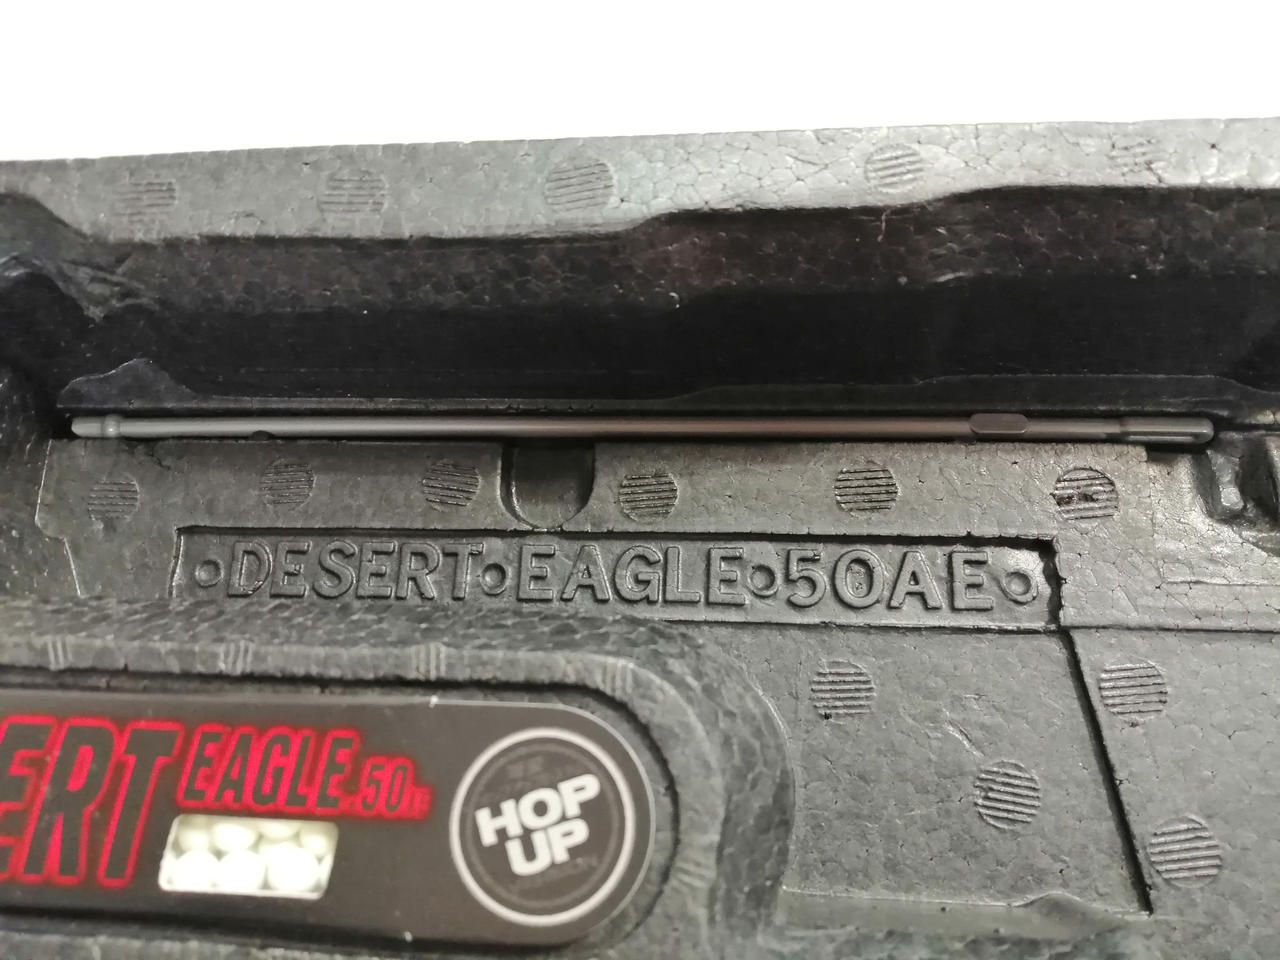 •DESERT•EAGLE•50AE•
ERT EAGLE .50
HOP
UP